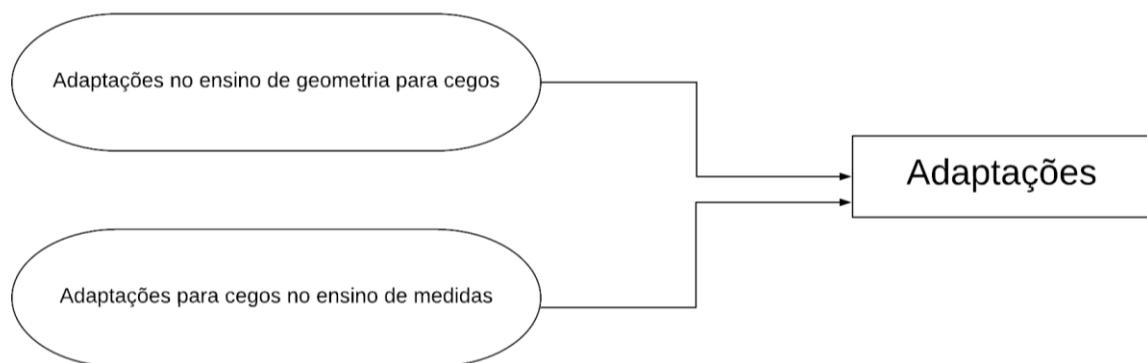 Adaptações no ensino de geometria para cegos
Adaptações
Adaptações para cegos no ensino de medidas